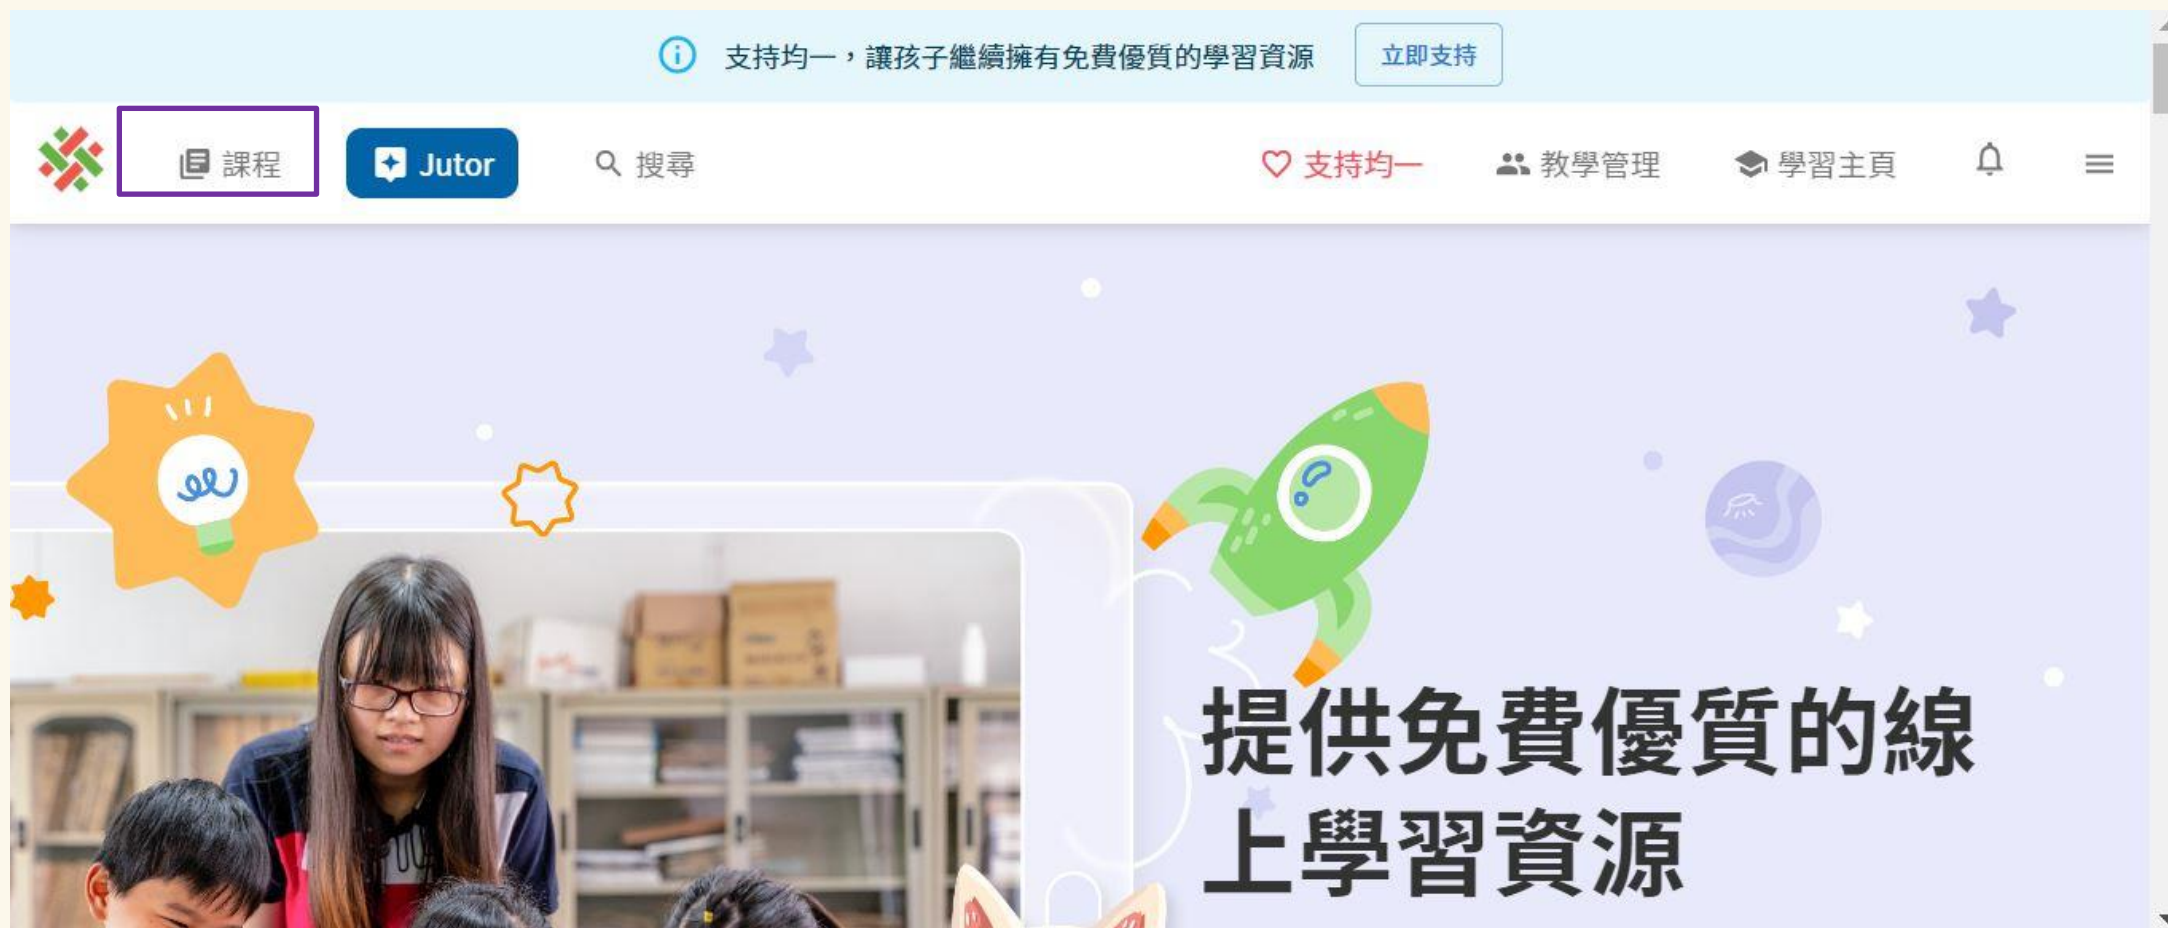 支持均一，讓孩子繼續擁有免費優質的學習資源 立即支持
課程 Jutor 搜尋 支持均一 教學管理 學習主頁
提供免費優質的線
上學習資源